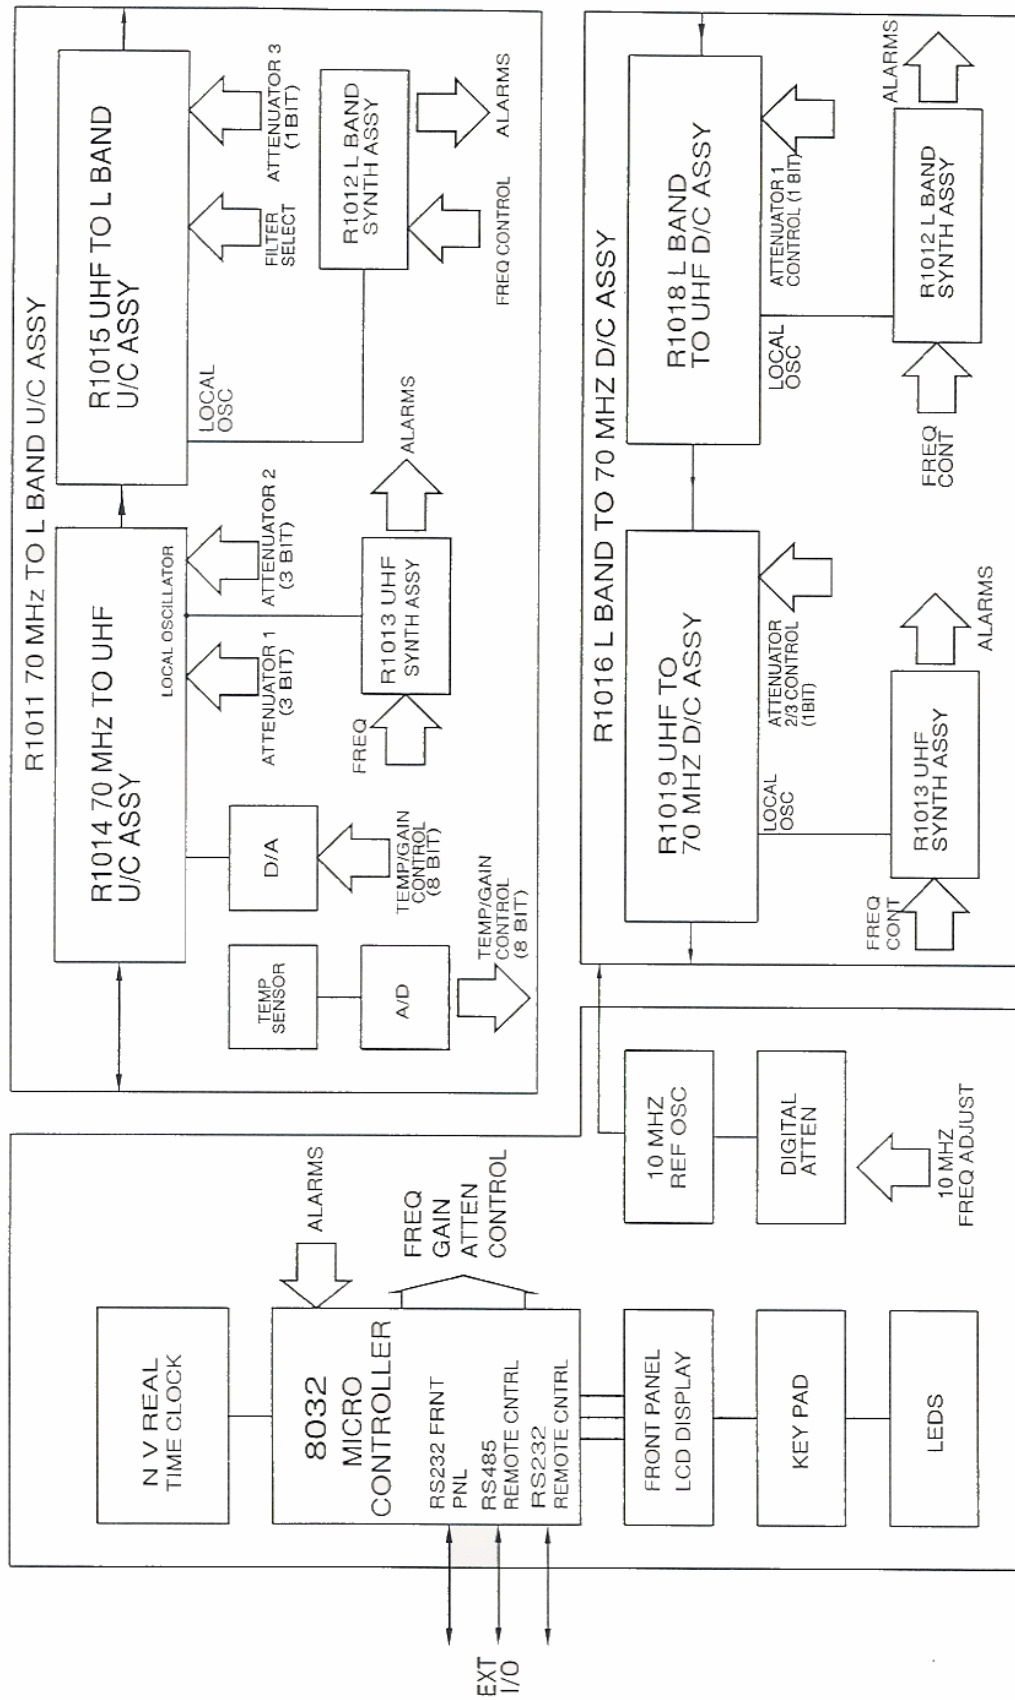 N V REAL
TIME CLOCK
8032
MICRO
CONTROLLER
RS232 FRNT
PNL
RS485
REMOTE CNTRL
RS232
REMOTE CNTRL
EXT
I/O
ALARMS
FREQ
GAIN
ATTEN
CONTROL
FRONT PANEL
LCD DISPLAY
KEY PAD
LEDS
10 MHZ
REF OSC
DIGITAL
ATTEN
10 MHZ
FREQ ADJUST
R1011 70 MHz TO L BAND U/C ASSY
R1014 70 MHz TO UHF
U/C ASSY
LOCAL OSCILLATOR
R1015 UHF TO L BAND
U/C ASSY
LOCAL
OSC
TEMP
SENSOR
A/D
TEMP/GAIN
CONTROL
(8 BIT)
D/A
TEMP/GAIN
CONTROL
(8 BIT)
ATTENUATOR 1
(3 BIT)
ATTENUATOR 2
(3 BIT)
FREQ
R1013 UHF
SYNTH ASSY
ALARMS
FILTER
SELECT
ATTENUATOR 3
(1BIT)
R1012 L BAND
SYNTH ASSY
FREQ CONTROL
ALARMS
R1016 L BAND TO 70 MHZ D/C ASSY
R1019 UHF TO
70 MHZ D/C ASSY
LOCAL
OSC
ATTENUATOR
2/3 CONTROL
(1BIT)
FREQ
CONT
R1013 UHF
SYNTH ASSY
ALARMS
R1018 L BAND
TO UHF D/C ASSY
LOCAL
OSC
ATTENUATOR 1
CONTROL (1 BIT)
FREQ
CONT
R1012 L BAND
SYNTH ASSY
ALARMS